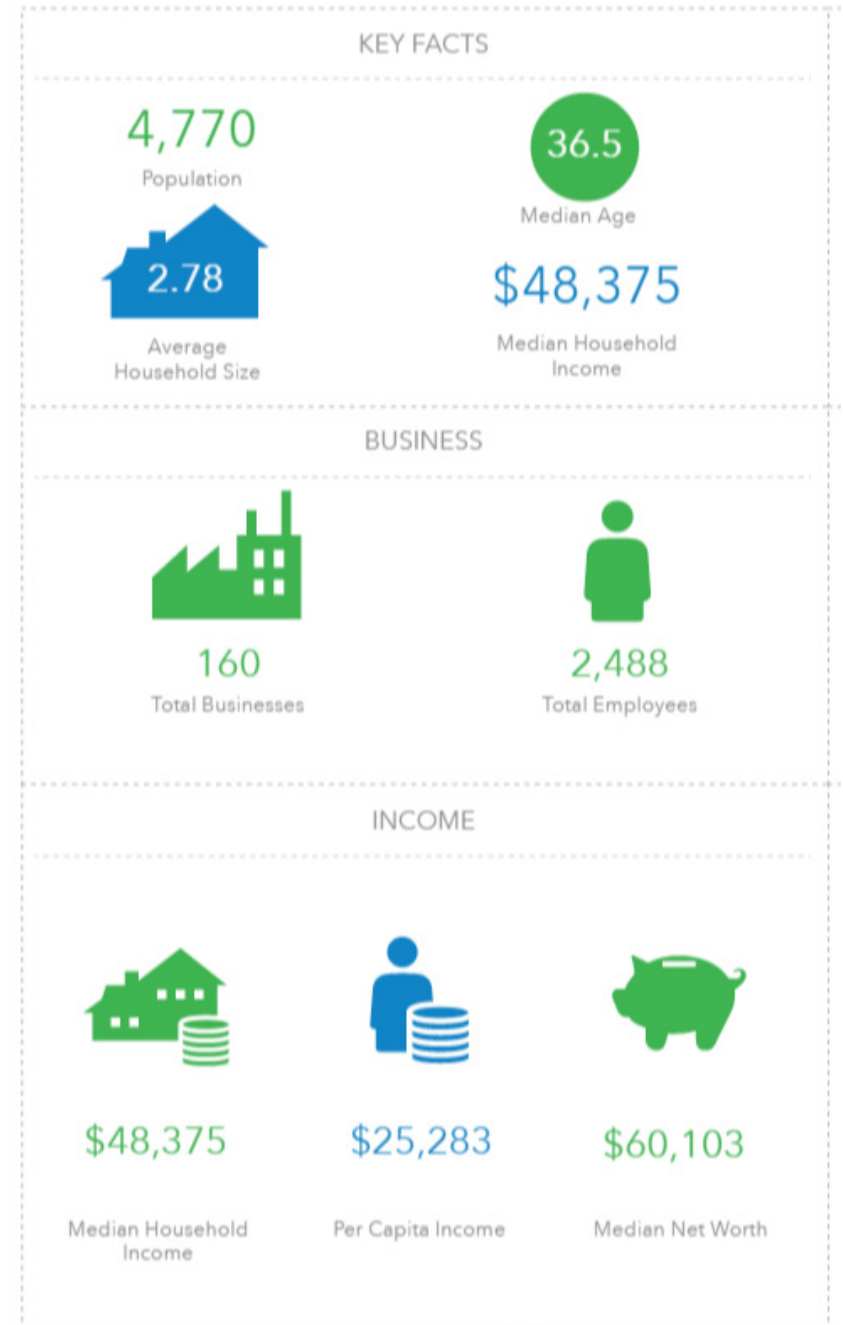 KEY FACTS
4,770
Population
36.5
Median Age
2.78
Average
Household Size
$48,375
Median Household
Income
BUSINESS
160
Total Businesses
2,488
Total Employees
INCOME
$48,375
Median Household
Income
$25,283
Per Capita Income
$60,103
Median Net Worth